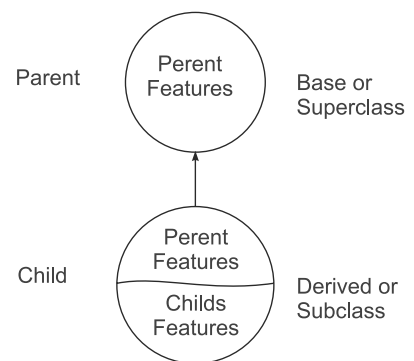 Parent
Perent
Features
Base or
Superclass
Child
Perent
Features
Childs
Features
Derived or
Subclass